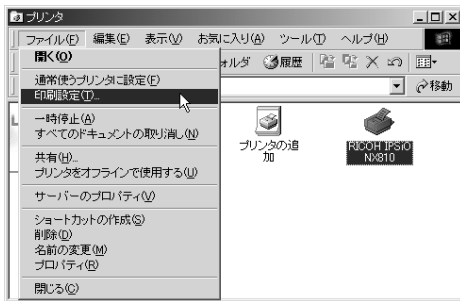 プリンタ
ファイル(F) 編集(E) 表示(V) お気に入り(A) ツール(T) ヘルプ(H)
開く(O)
ォルダ 履歴
通常使うプリンタに設定(F)
印刷設定(T)...
移動
一時停止(A)
すべてのドキュメントの取り消し(N)
共有(H)...
プリンタをオフラインで使用する(U)
サーバーのプロパティ(V)
ショートカットの作成(S)
削除(D)
名前の変更(M)
プロパティ(R)
閉じる(C)
プリンタの追
加
RICOH IPSiO
NX810